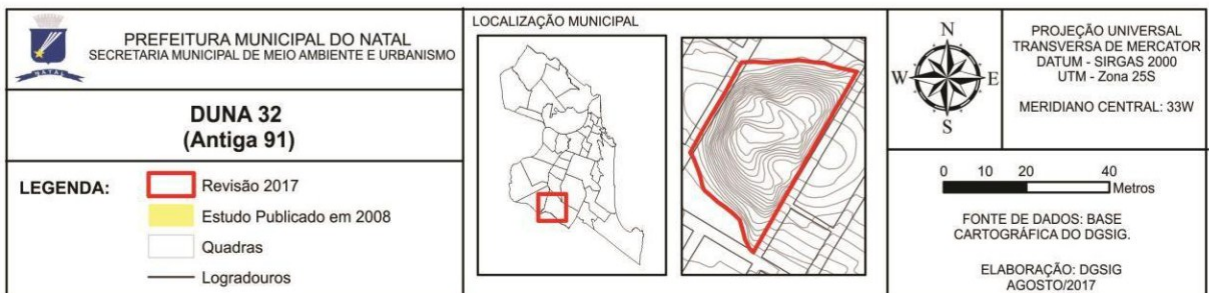 NATAL
PREFEITURA MUNICIPAL DO NATAL
SECRETARIA MUNICIPAL DE MEIO AMBIENTE E URBANISMO
DUNA 32
(Antiga 91)
LEGENDA:
Revisão 2017
Estudo Publicado em 2008
Quadras
Logradouros
LOCALIZAÇÃO MUNICIPAL
N
W
E
S
PROJEÇÃO UNIVERSAL
TRANSVERSA DE MERCATOR
DATUM - SIRGAS 2000
UTM - Zona 25S
MERIDIANO CENTRAL: 33W
0 10 20 40
Metros
FONTE DE DADOS: BASE
CARTOGRÁFICA DO DGSIG.
ELABORAÇÃO: DGSIG
AGOSTO/2017